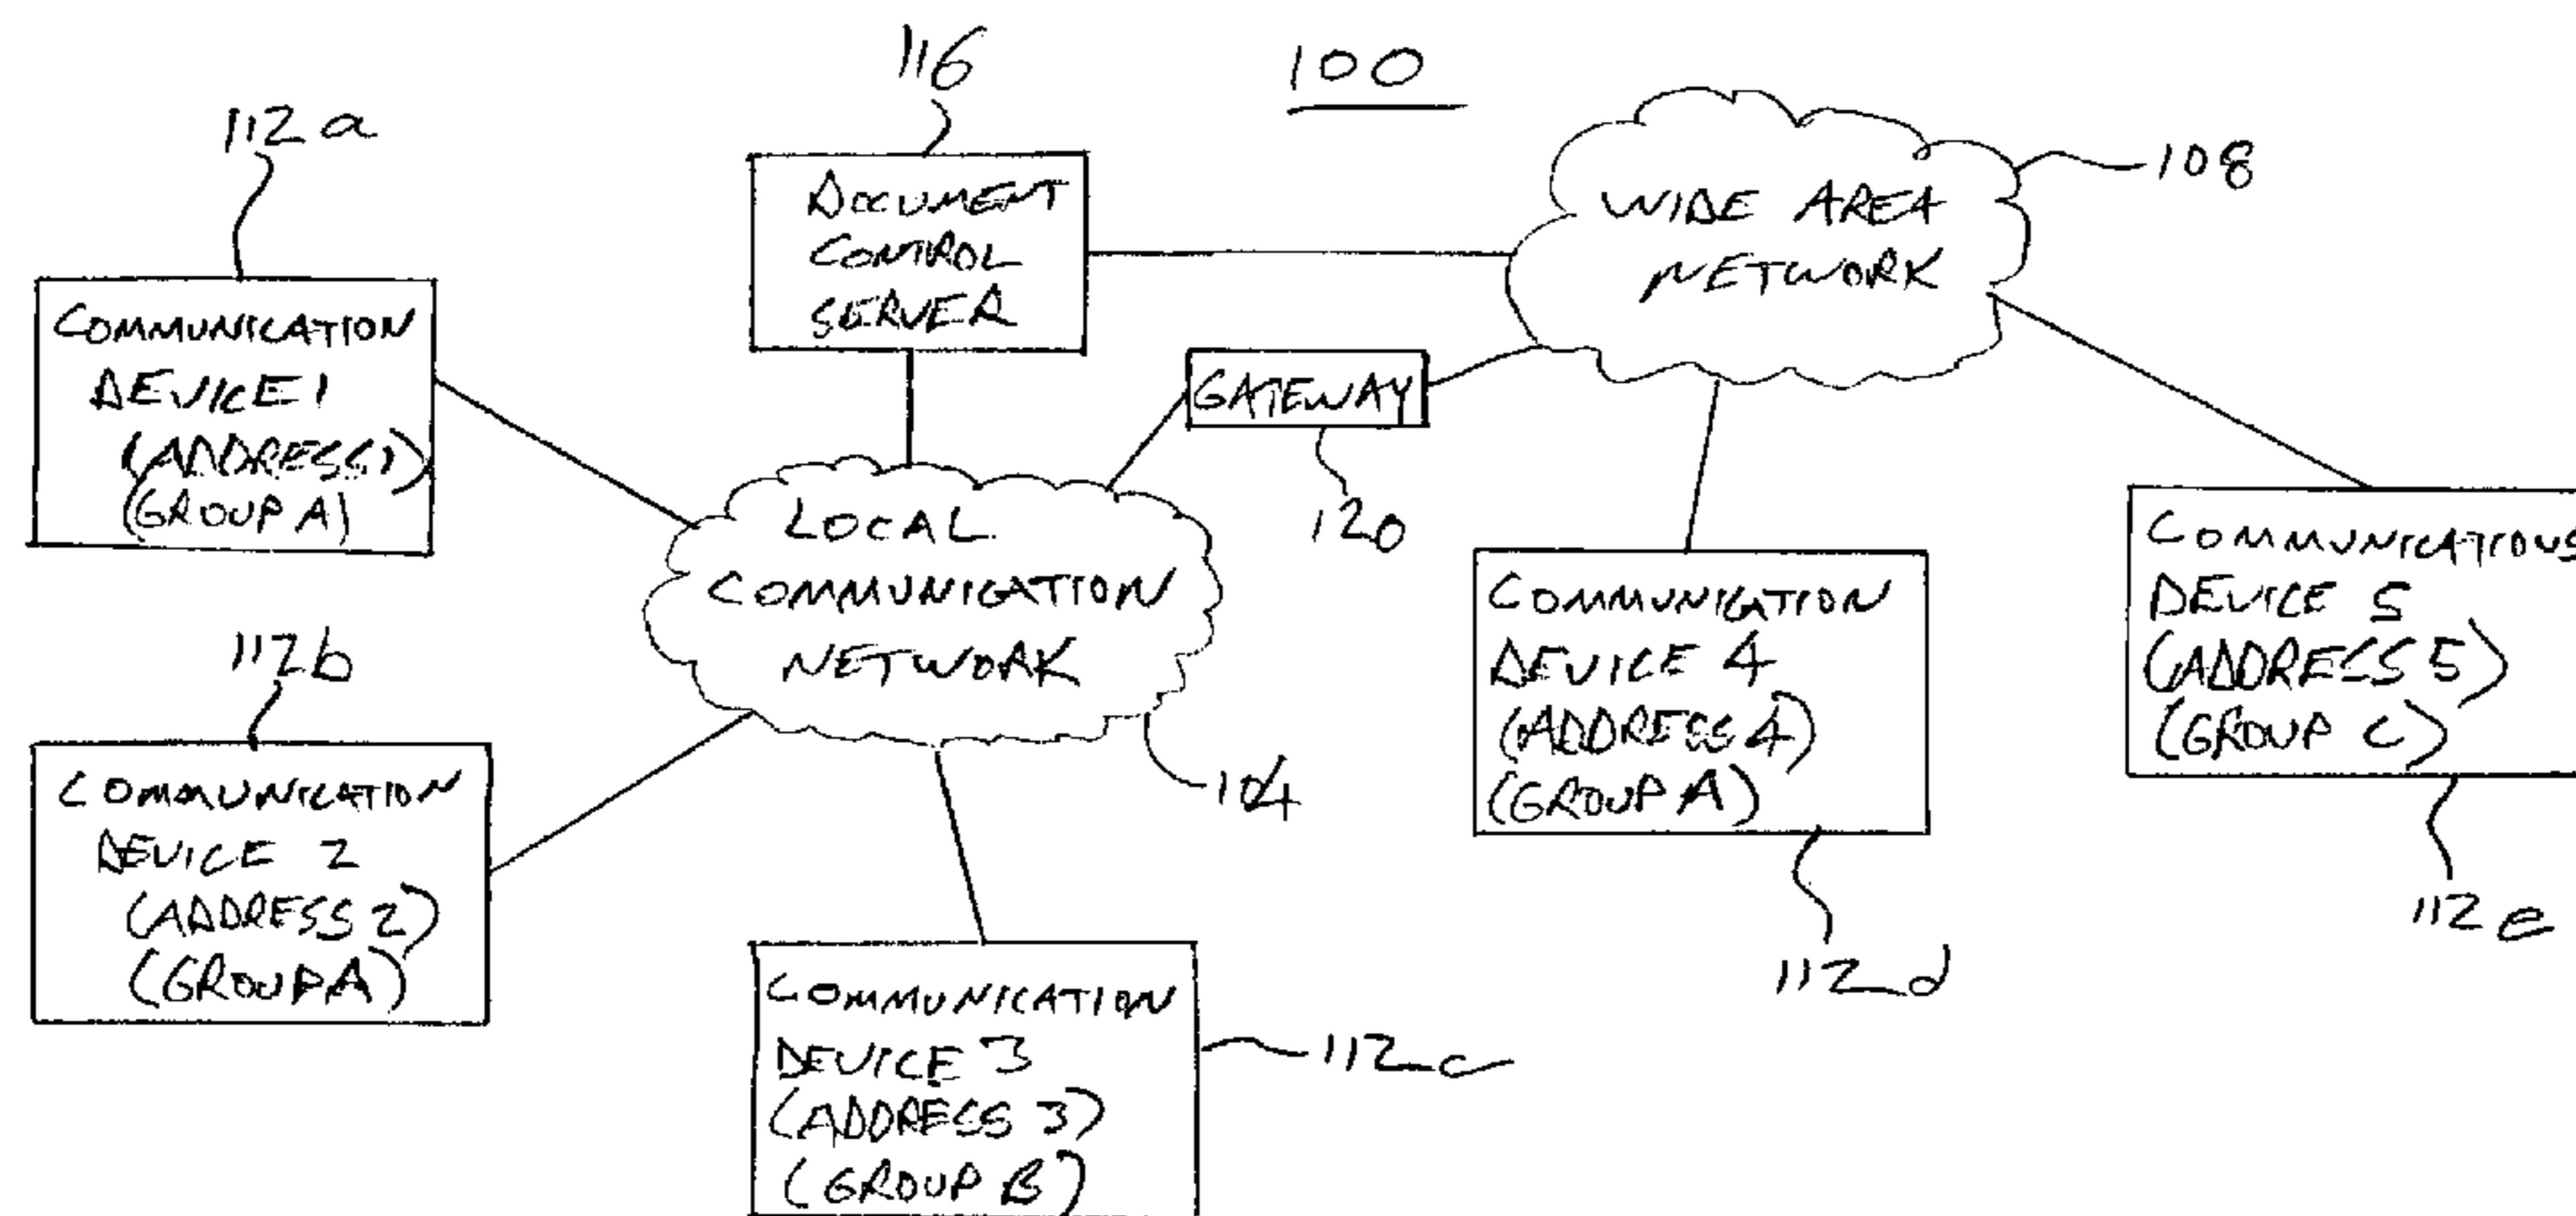 100
112a
COMMUNICATION
DEVICE 1
(ADDRESS 1)
(GROUP A)
116
DOCUMENT
CONTROL
SERVER
WIDE AREA
NETWORK
108
GATEWAY
120
LOCAL
COMMUNICATION
NETWORK
104
112b
COMMUNICATION
DEVICE 2
(ADDRESS 2)
(GROUP A)
COMMUNICATION
DEVICE 3
(ADDRESS 3)
(GROUP B)
112c
COMMUNICATION
DEVICE 4
(ADDRESS 4)
(GROUP A)
112d
COMMUNICATIONS
DEVICE 5
(ADDRESS 5)
(GROUP C)
112e